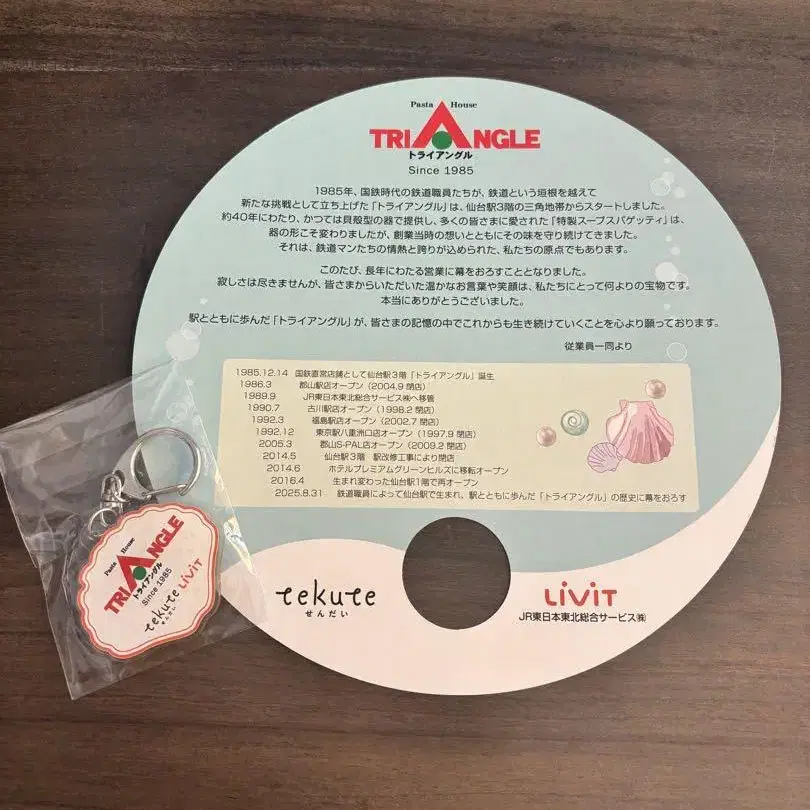 Pasta House
TRIANGLE
トライアングル
Since 1985
1985年、国鉄時代の鉄道職員たちが、鉄道という垣根を越えて
新たな挑戦として立ち上げた「トライアングル」は、仙台駅3階の三角地帯からスタートしました。
約40年にわたり、かつては貝殻型の器で提供し、多くの皆さまに愛された「特製スープスパゲッティ」は、
器の形こそ変わりましたが、創業当時の想いとともにその味を守り続けてきました。
それは、鉄道マンたちの情熱と誇りが込められた、私たちの原点でもあります。
このたび、長年にわたる営業に幕をおろすこととなりました。
寂しさは尽きませんが、皆さまからいただいた温かなお言葉や笑顔は、私たちにとって何よりの宝物です。
本当にありがとうございました。
駅とともに歩んだ「トライアングル」が、皆さまの記憶の中でこれからも生き続けていくことを心より願っております。
従業員一同より
1985.12.14 国鉄直営店舗として仙台駅3階「トライアングル」誕生
1986.3 郡山駅店オープン（2004.9 閉店）
1989.9 JR東日本東北総合サービス㈱へ移管
1990.7 古川駅店オープン（1998.2 閉店）
1992.3 福島駅店オープン（2002.7 閉店）
1992.12 東京駅八重洲口店オープン（1997.9 閉店）
2005.3 郡山S-PAL店オープン（2009.2 閉店）
2014.5 仙台駅3階 駅改修工事により閉店
2014.6 ホテルプレミアムグリーンヒルズに移転オープン
2016.4 生まれ変わった仙台駅1階で再オープン
2025.8.31 鉄道職員によって仙台駅で生まれ、駅とともに歩んだ「トライアングル」の歴史に幕をおろす
tekute
せんだい
LiViT
JR東日本東北総合サービス㈱
Pasta House
TRIANGLE
トライアングル
Since 1985
tekute LiViT
せんだい